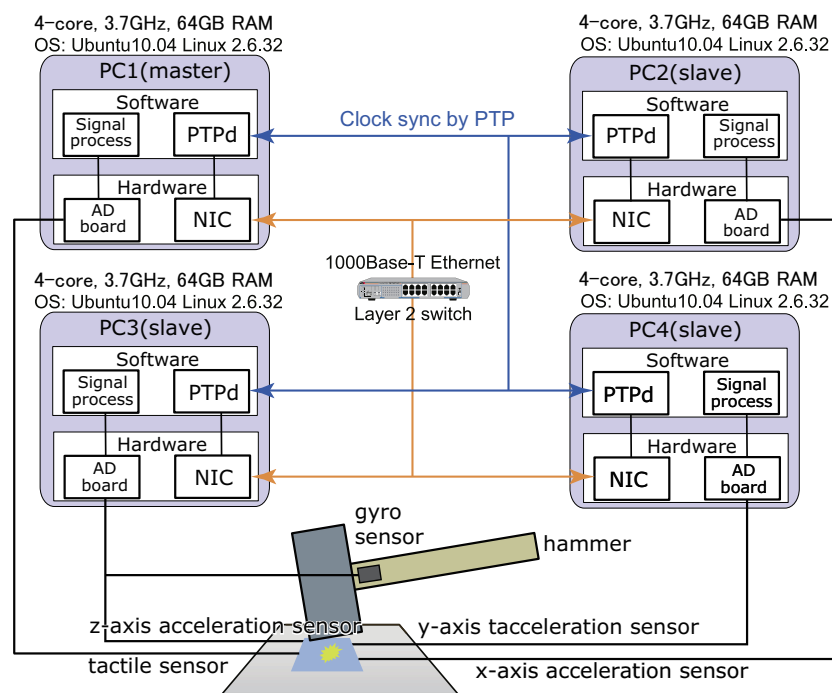 4-core, 3.7GHz, 64GB RAM
OS: Ubuntu10.04 Linux 2.6.32
PC1(master)
Software
Signal
process
PTPd
Hardware
AD
board
NIC
4-core, 3.7GHz, 64GB RAM
OS: Ubuntu10.04 Linux 2.6.32
PC2(slave)
Software
PTPd
Signal
process
Hardware
NIC
AD
board
Clock sync by PTP
1000Base-T Ethernet
Layer 2 switch
4-core, 3.7GHz, 64GB RAM
OS: Ubuntu10.04 Linux 2.6.32
PC3(slave)
Software
Signal
process
PTPd
Hardware
AD
board
NIC
4-core, 3.7GHz, 64GB RAM
OS: Ubuntu10.04 Linux 2.6.32
PC4(slave)
Software
PTPd
Signal
process
Hardware
NIC
AD
board
gyro
sensor
hammer
z-axis acceleration sensor
y-axis tacceleration sensor
tactile sensor
x-axis acceleration sensor